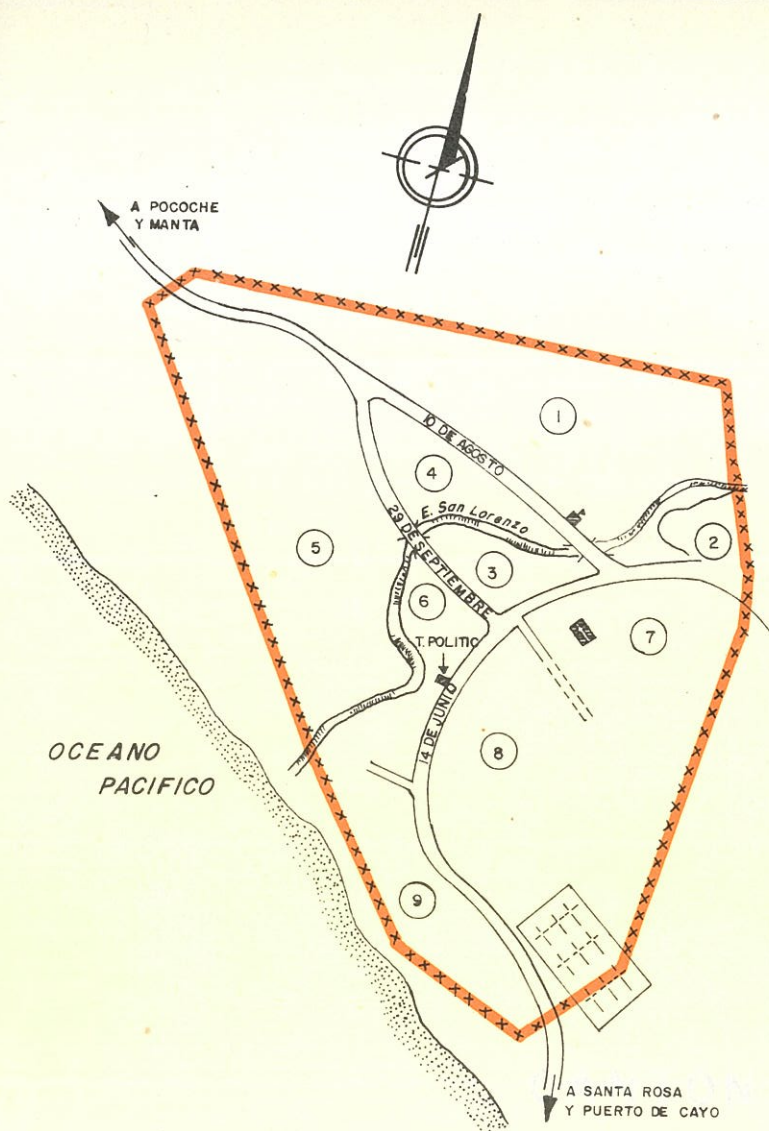 A POCOCHE
Y MANTA
1
10 DE AGOSTO
4
E. San Lorenzo
2
29 DE SEPTIEMBRE
5
3
6
7
T. POLITIC
14 DE JUNIO
OCEANO
PACIFICO
8
9
A SANTA ROSA
Y PUERTO DE CAYO